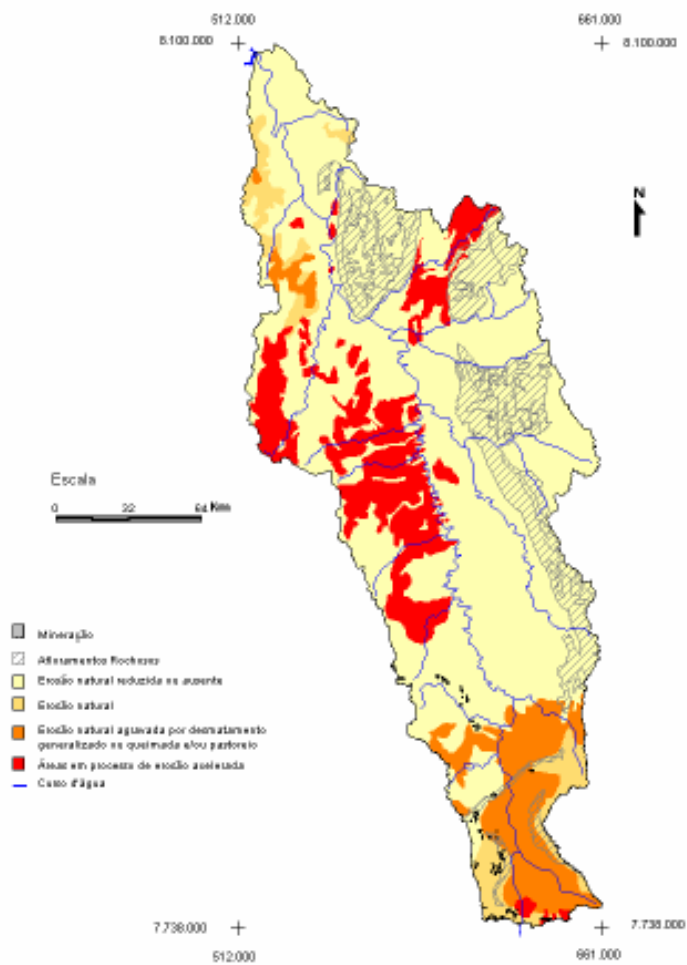 512.000 661.000
8.100.000 8.100.000
N
Escala
0 32 64 Km
Mineração
Afloramentos Rochosos
Erosão natural reduzida ou ausente
Erosão natural
Erosão natural agravada por desmatamento
generalizado ou queimada e/ou pastoreio
Áreas em processo de erosão acelerada
Curso d'água
7.738.000 7.738.000
512.000 661.000